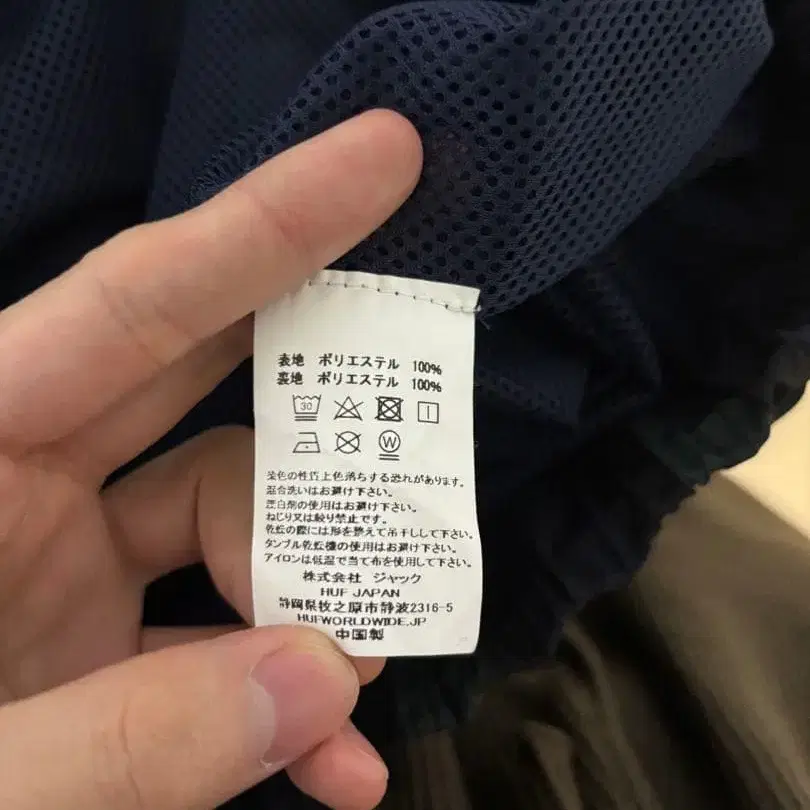 表地 ポリエステル 100%
裏地 ポリエステル 100%
30
W
染色の性質上色落ちする恐れがあります。
混合洗いはお避け下さい。
漂白剤の使用はお避け下さい。
ねじり又は絞り禁止です。
乾燥の際には形を整えて吊干しして下さい。
タンブル乾燥機の使用はお避け下さい。
アイロンは低温で当て布を使用して下さい。
株式会社 ジャック
HUF JAPAN
静岡県牧之原市静波2316-5
HUFWORLDWIDE.JP
中国製